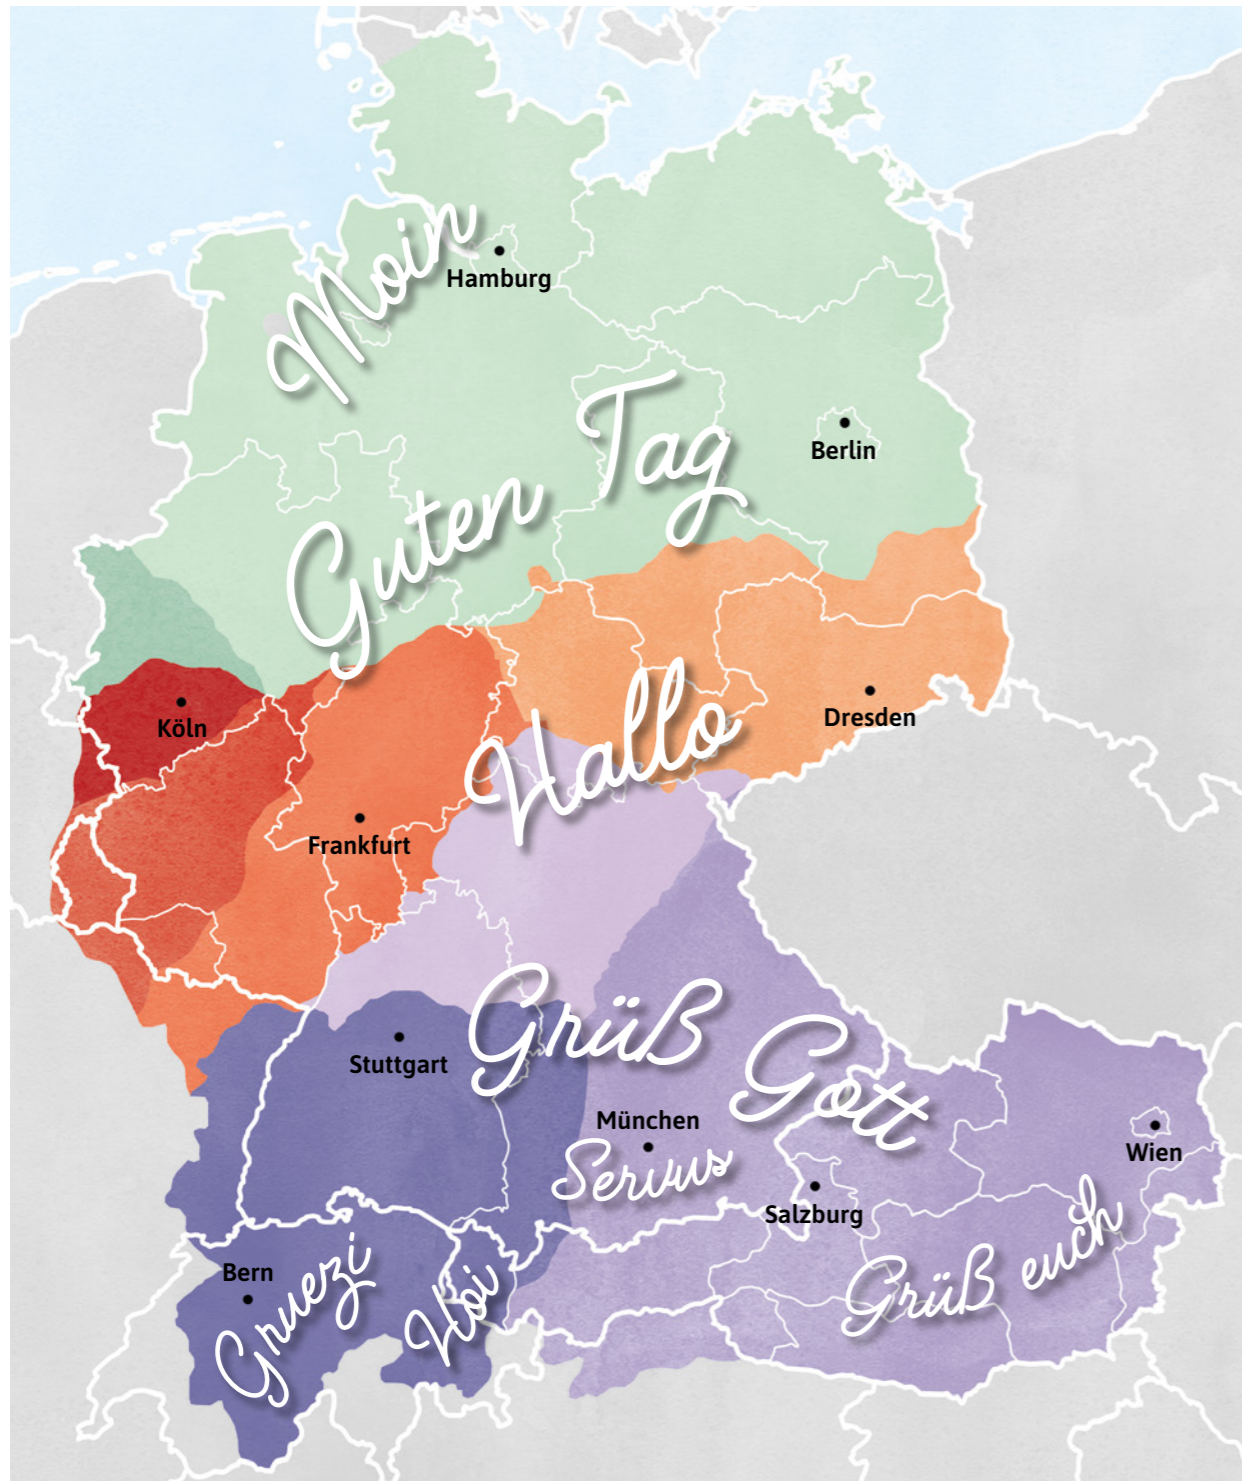 Moin
Hamburg
Guten Tag
Berlin
Köln
Hallo
Dresden
Frankfurt
Grüß Gott
Stuttgart
München
Servus
Wien
Salzburg
Grüß euch
Bern
Gruezi
Hoi